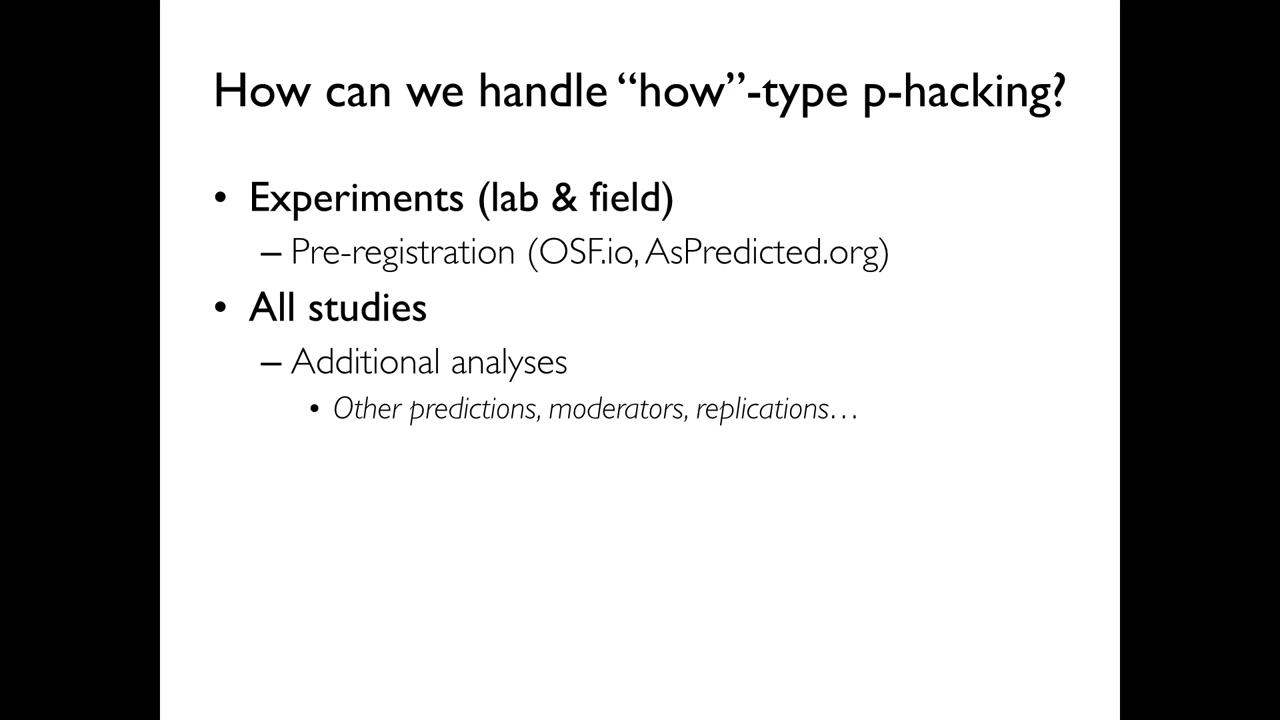 How can we handle “how”-type p-hacking?
• Experiments (lab & field)
– Pre-registration (OSF.io, AsPredicted.org)
• All studies
– Additional analyses
• Other predictions, moderators, replications…